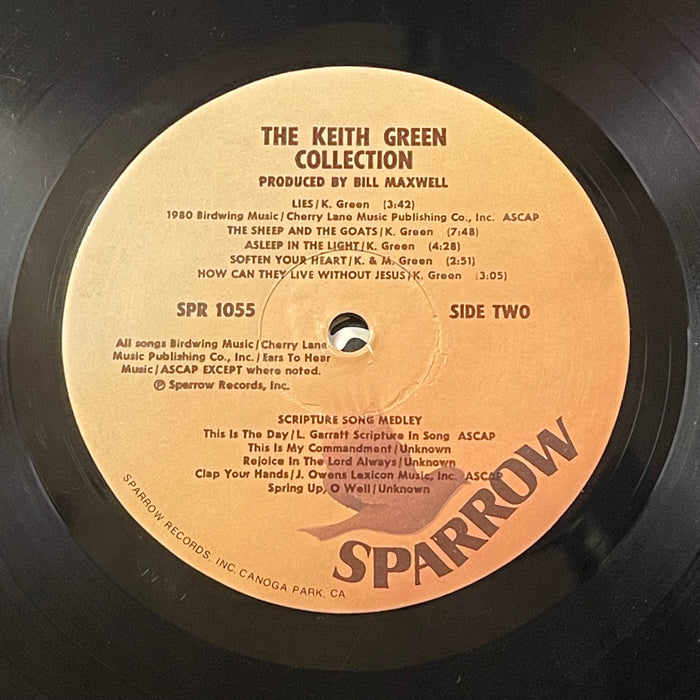 THE KEITH GREEN
COLLECTION
PRODUCED BY BILL MAXWELL
LIES/K. Green (3:42)
1980 Birdwing Music/Cherry Lane Music Publishing Co., Inc. ASCAP
THE SHEEP AND THE GOATS/K. Green (7:48)
ASLEEP IN THE LIGHT/K. Green (4:28)
SOFTEN YOUR HEART/K. & M. Green (2:51)
HOW CAN THEY LIVE WITHOUT JESUS/K. Green (3:05)
SPR 1055
SIDE TWO
All songs Birdwing Music/Cherry Lane
Music Publishing Co., Inc./Ears To Hear
Music/ASCAP EXCEPT where noted.
℗ Sparrow Records, Inc.
SCRIPTURE SONG MEDLEY
This Is The Day/L. Garratt Scripture In Song ASCAP
This Is My Commandment/Unknown
Rejoice In The Lord Always/Unknown
Clap Your Hands/J. Owens Lexicon Music, Inc. ASCAP
Spring Up, O Well/Unknown
SPARROW
SPARROW RECORDS, INC. CANOGA PARK, CA